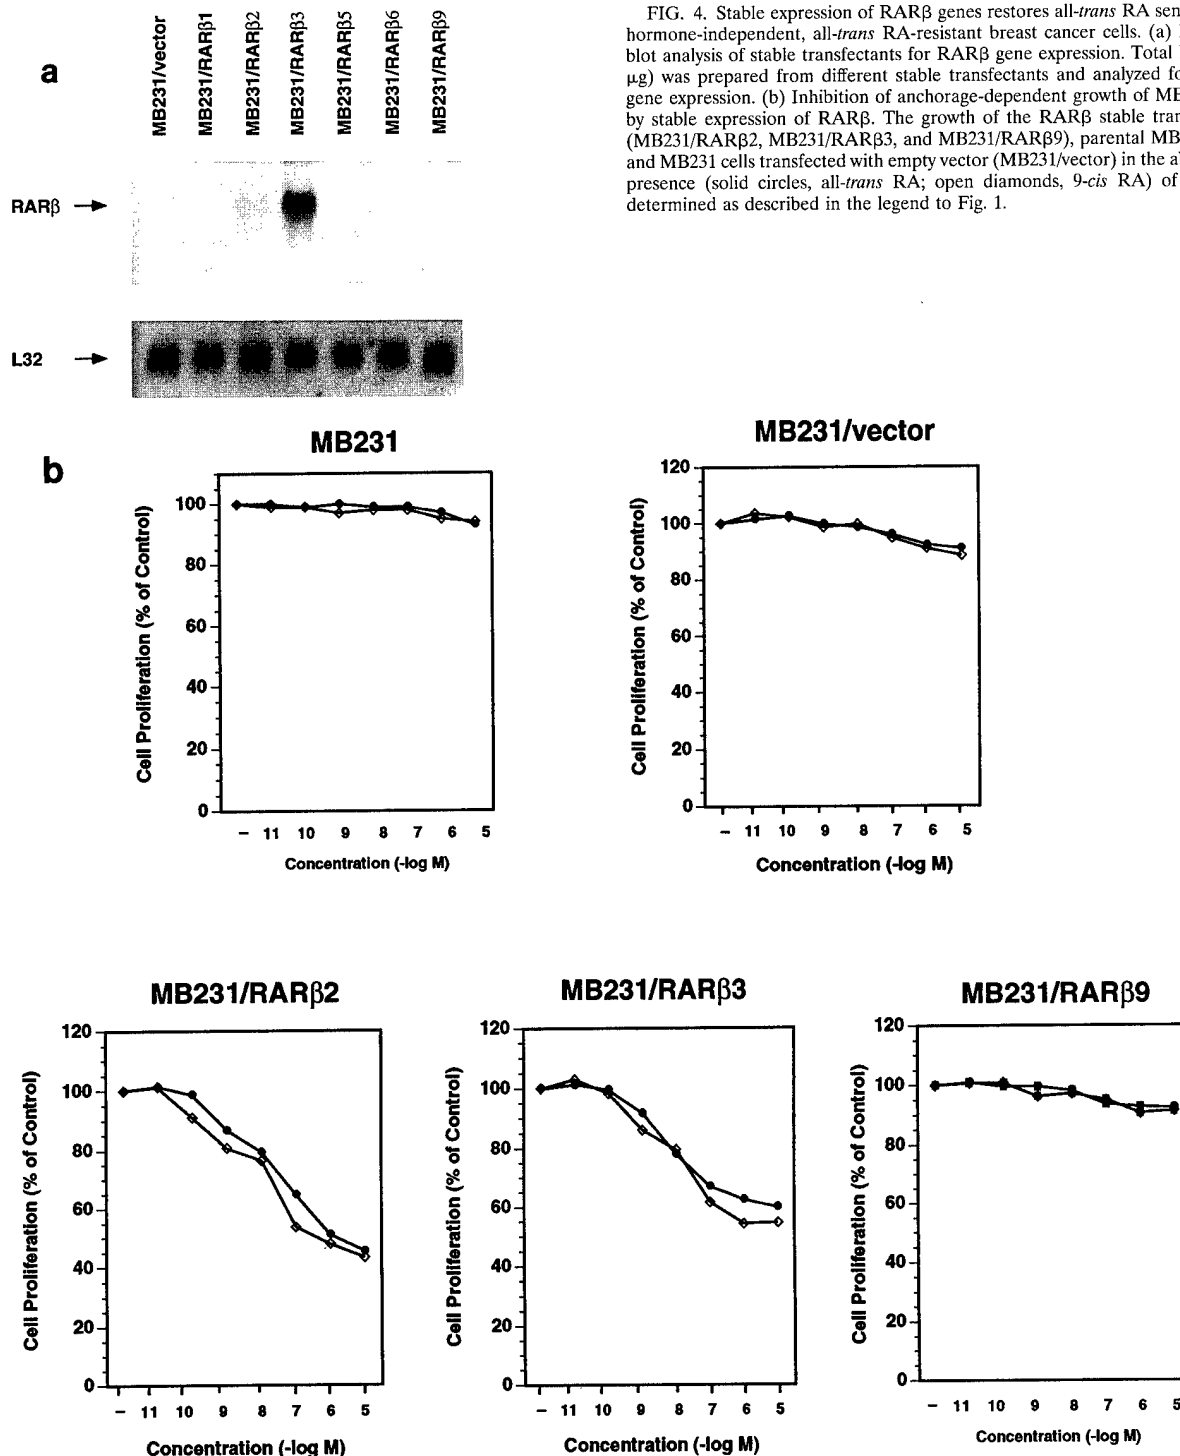 a
MB231/vector
MB231/RARβ1
MB231/RARβ2
MB231/RARβ3
MB231/RARβ5
MB231/RARβ6
MB231/RARβ9
RARβ
L32
FIG. 4. Stable expression of RARβ genes restores all-trans RA sen
hormone-independent, all-trans RA-resistant breast cancer cells. (a)
blot analysis of stable transfectants for RARβ gene expression. Total
μg) was prepared from different stable transfectants and analyzed fo
gene expression. (b) Inhibition of anchorage-dependent growth of MB
by stable expression of RARβ. The growth of the RARβ stable tran
(MB231/RARβ2, MB231/RARβ3, and MB231/RARβ9), parental MB
and MB231 cells transfected with empty vector (MB231/vector) in the a
presence (solid circles, all-trans RA; open diamonds, 9-cis RA) of
determined as described in the legend to Fig. 1.
b
MB231
Cell Proliferation (% of Control)
100
80
60
40
20
0
– 11 10 9 8 7 6 5
Concentration (-log M)
MB231/vector
Cell Proliferation (% of Control)
120
100
80
60
40
20
0
– 11 10 9 8 7 6 5
Concentration (-log M)
MB231/RARβ2
Cell Proliferation (% of Control)
120
100
80
60
40
20
0
– 11 10 9 8 7 6 5
Concentration (-log M)
MB231/RARβ3
Cell Proliferation (% of Control)
120
100
80
60
40
20
0
– 11 10 9 8 7 6 5
Concentration (-log M)
MB231/RARβ9
Cell Proliferation (% of Control)
120
100
80
60
40
20
0
– 11 10 9 8 7 6 5
Concentration (-log M)